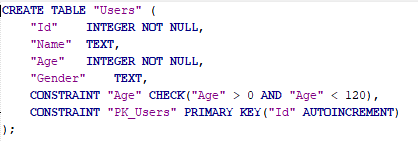 CREATE TABLE "Users" (
"Id" INTEGER NOT NULL,
"Name" TEXT,
"Age" INTEGER NOT NULL,
"Gender" TEXT,
CONSTRAINT "Age" CHECK("Age" > 0 AND "Age" < 120),
CONSTRAINT "PK_Users" PRIMARY KEY("Id" AUTOINCREMENT)
);